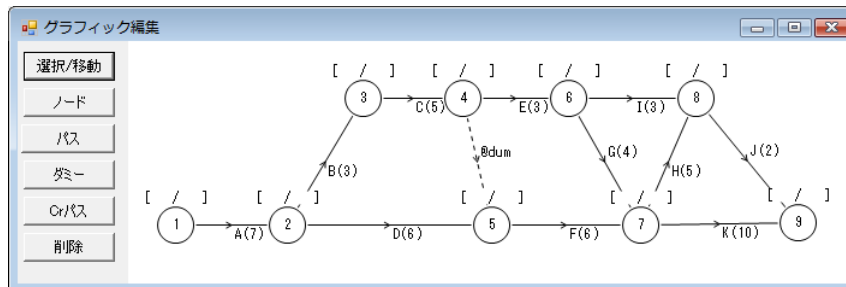 グラフィック編集
選択/移動
ノード
パス
ダミー
Crパス
削除
[ / ] [ / ] [ / ] [ / ]
3 4 6 8
C(5) E(3) I(3)
B(3) @dum G(4) H(5) J(2)
[ / ] [ / ] [ / ] [ / ] [ / ]
1 2 5 7 9
A(7) D(6) F(6) K(10)